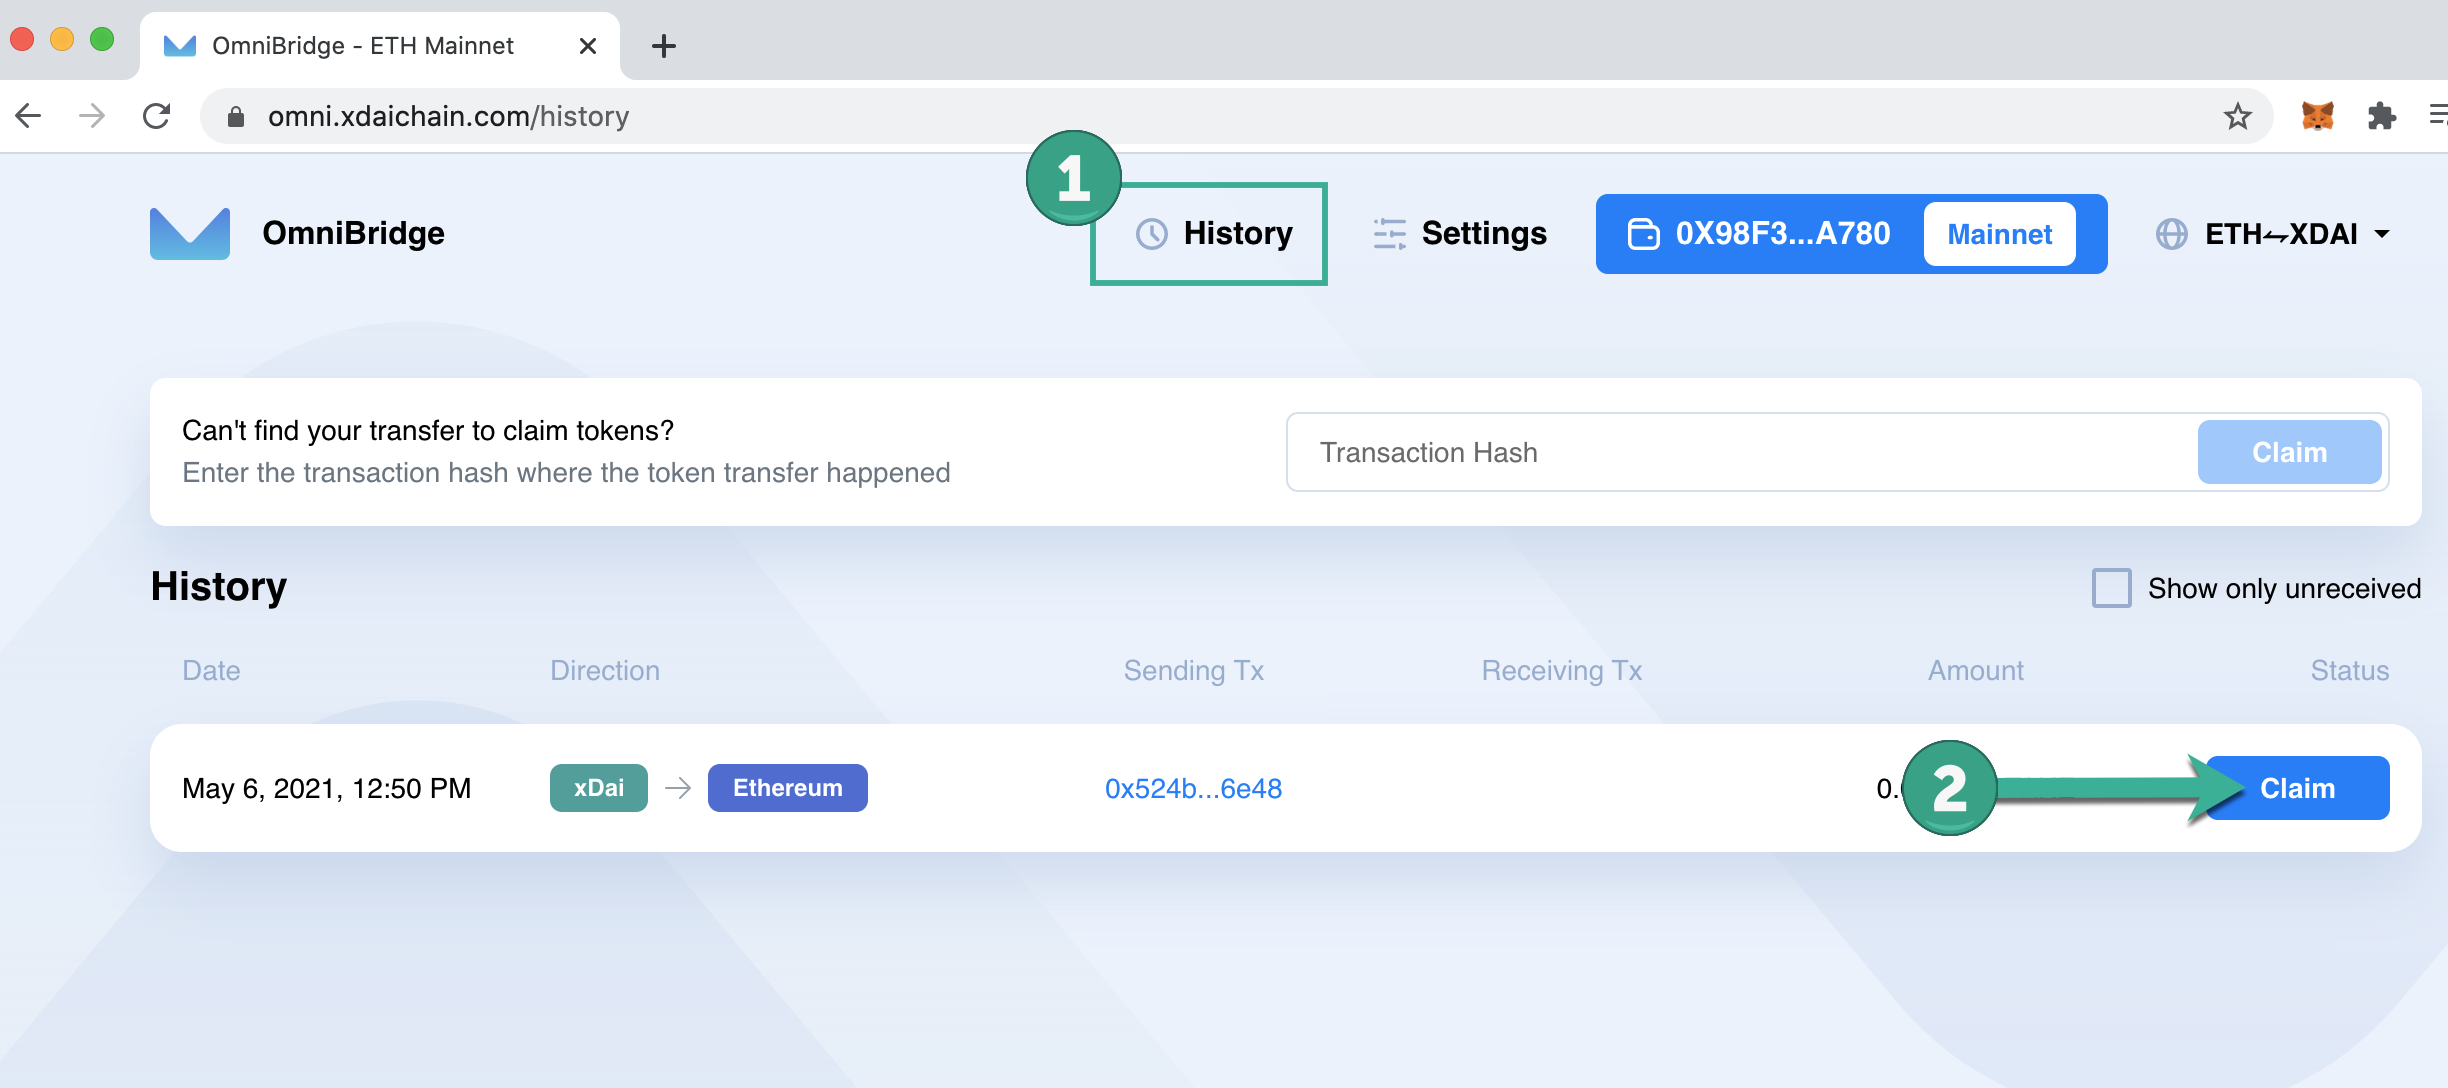 OmniBridge - ETH Mainnet
omni.xdaichain.com/history
1
OmniBridge
History
Settings
0X98F3...A780
Mainnet
ETH⇋XDAI
Can't find your transfer to claim tokens?
Enter the transaction hash where the token transfer happened
Transaction Hash
Claim
History
Show only unreceived
Date Direction Sending Tx Receiving Tx Amount Status
May 6, 2021, 12:50 PM xDai → Ethereum 0x524b...6e48 0. 2 Claim